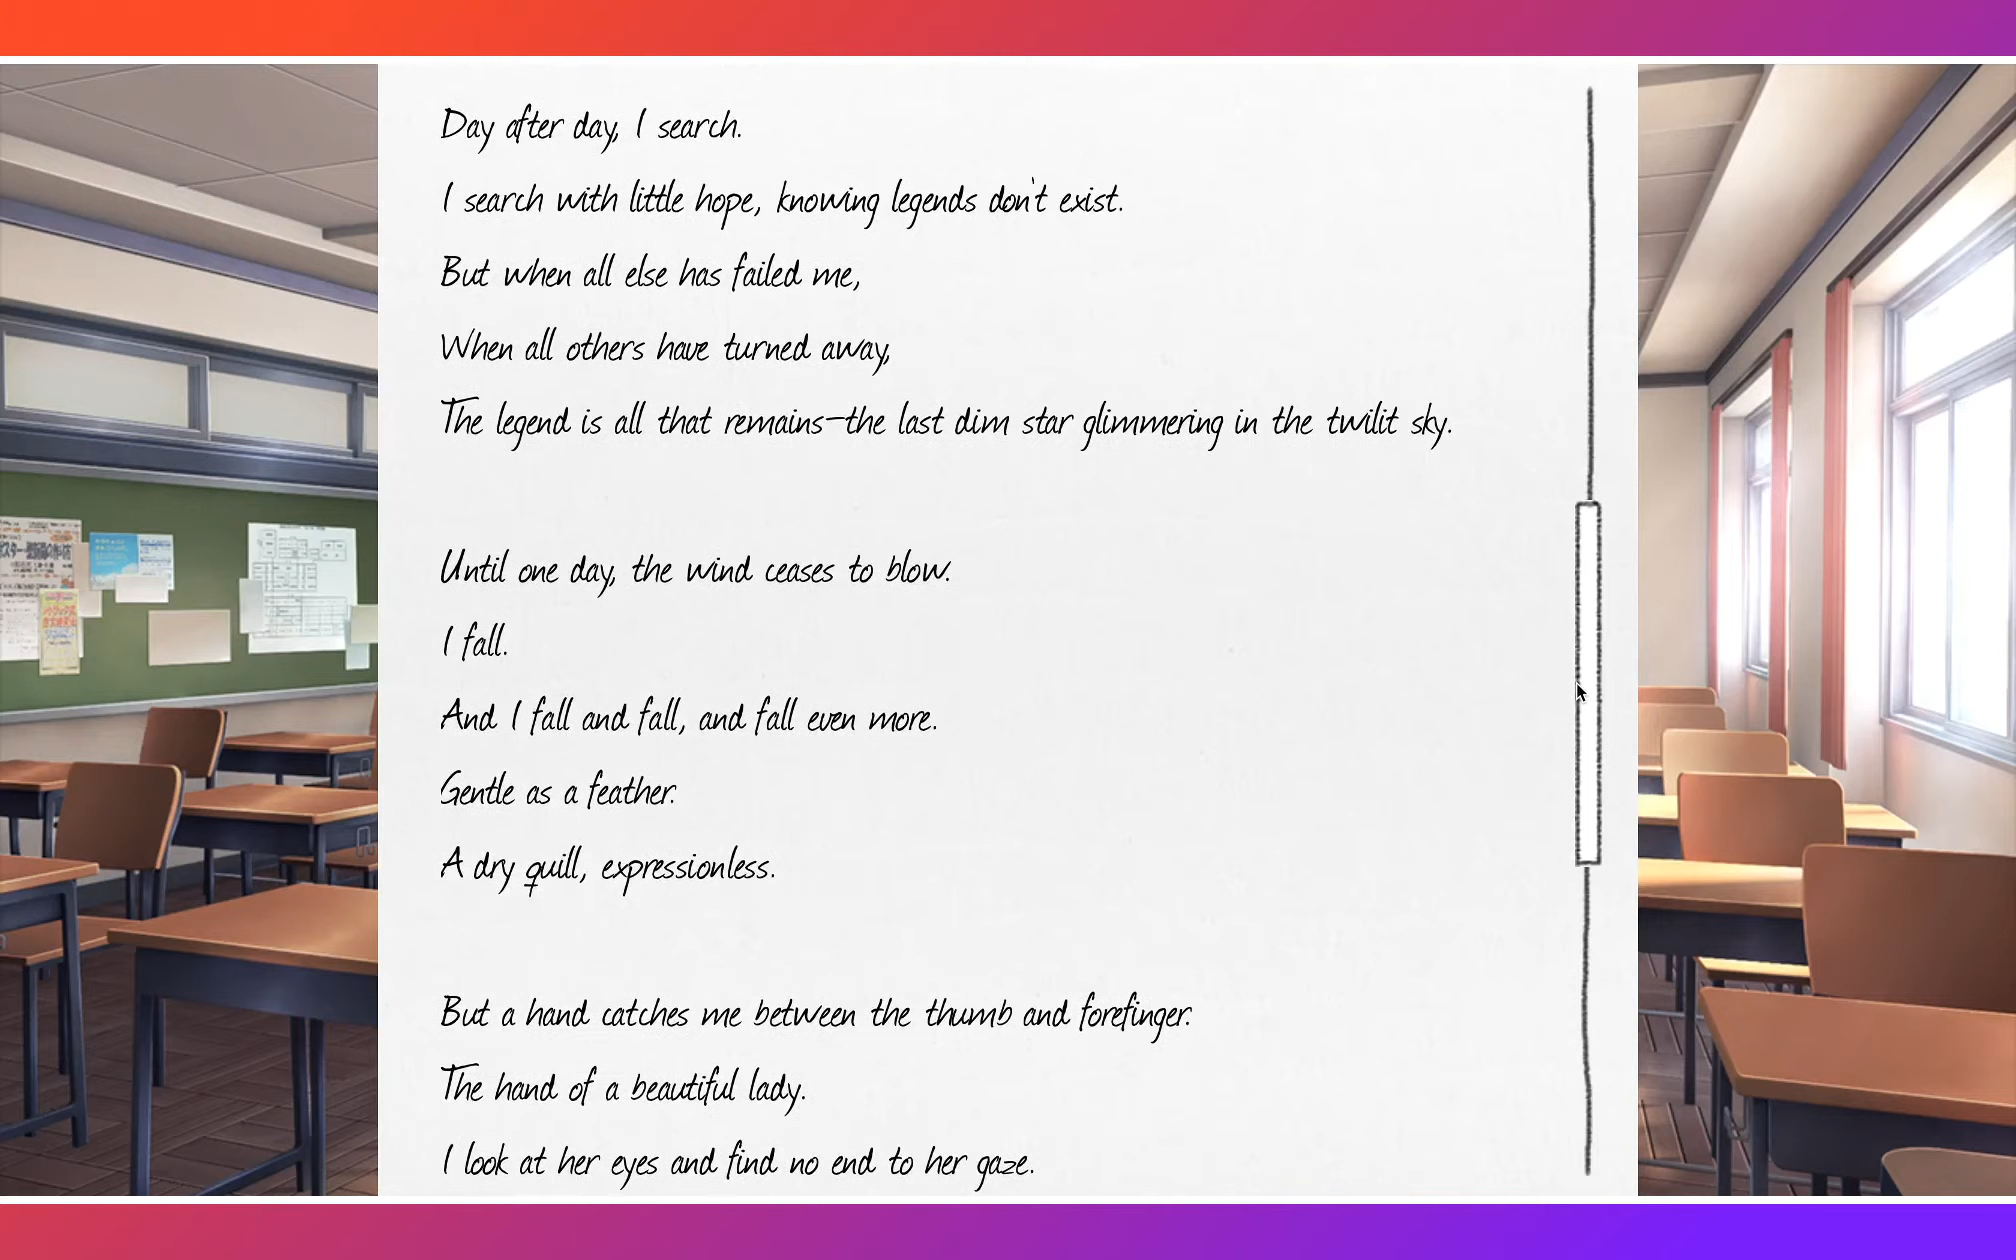 Day after day, I search.
I search with little hope, knowing legends don't exist.
But when all else has failed me,
When all others have turned away,
The legend is all that remains—the last dim star glimmering in the twilit sky.
Until one day, the wind ceases to blow.
I fall.
And I fall and fall, and fall even more.
Gentle as a feather.
A dry quill, expressionless.
But a hand catches me between the thumb and forefinger.
The hand of a beautiful lady.
I look at her eyes and find no end to her gaze.